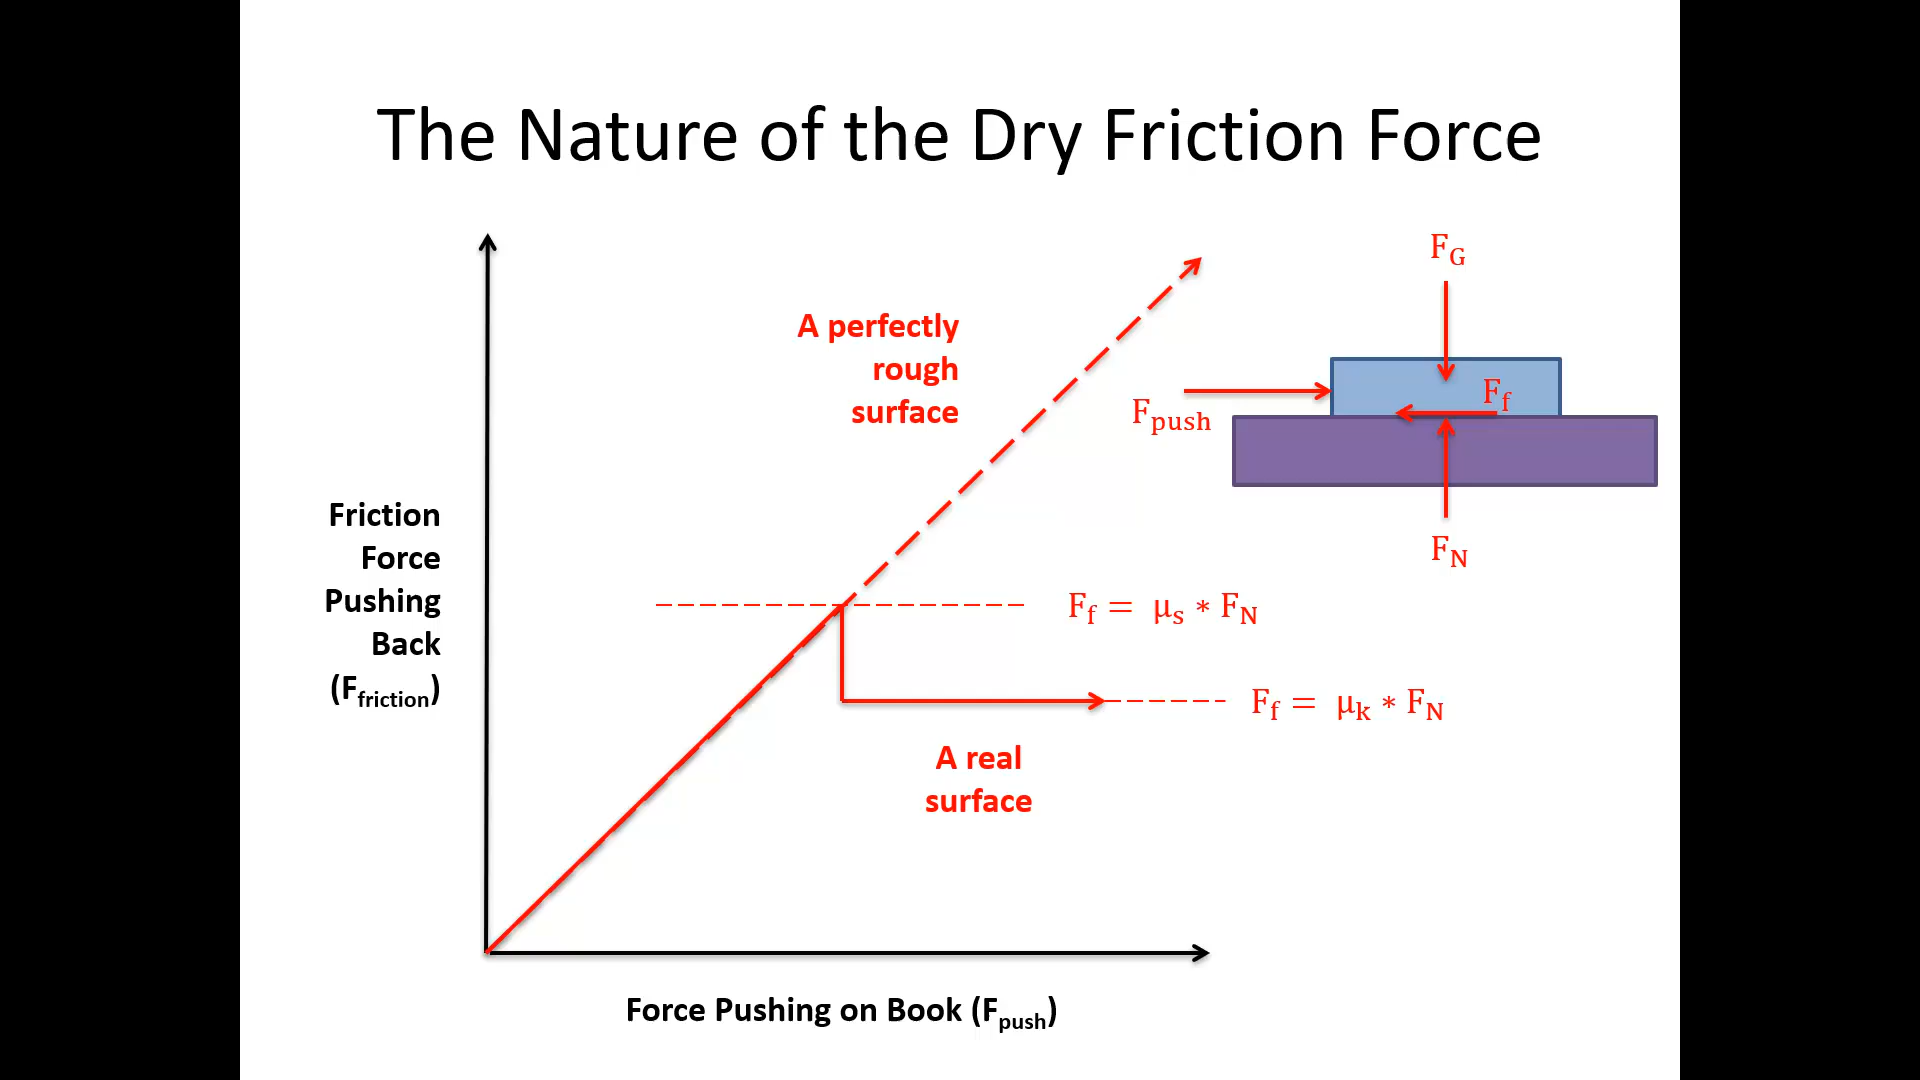 The Nature of the Dry Friction Force
F_G
A perfectly
rough
surface
F_f
F_push
Friction
Force
Pushing
Back
(F_friction)
F_N
F_f = μ_s * F_N
F_f = μ_k * F_N
A real
surface
Force Pushing on Book (F_push)